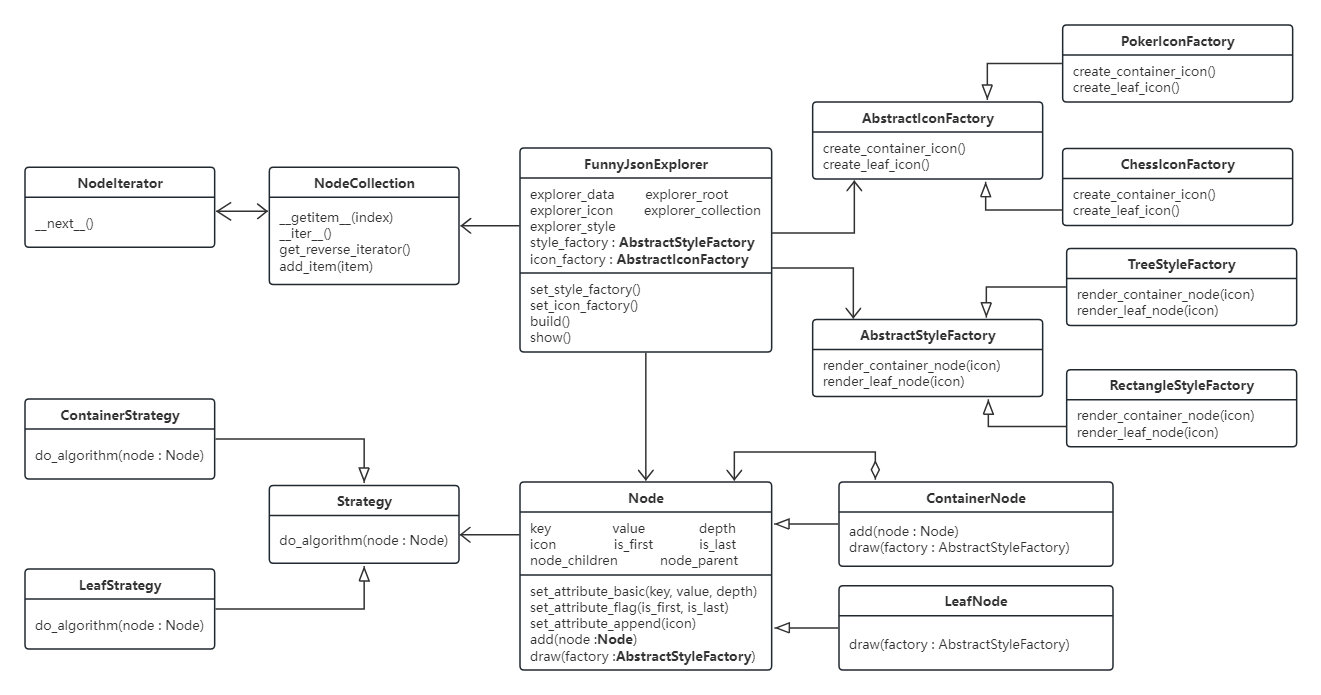 PokerIconFactory
create_container_icon()
create_leaf_icon()
AbstractIconFactory
create_container_icon()
create_leaf_icon()
ChessIconFactory
create_container_icon()
create_leaf_icon()
NodeIterator
__next__()
NodeCollection
__getitem__(index)
__iter__()
get_reverse_iterator()
add_item(item)
FunnyJsonExplorer
explorer_data explorer_root
explorer_icon explorer_collection
explorer_style
style_factory : AbstractStyleFactory
icon_factory : AbstractIconFactory
set_style_factory()
set_icon_factory()
build()
show()
TreeStyleFactory
render_container_node(icon)
render_leaf_node(icon)
AbstractStyleFactory
render_container_node(icon)
render_leaf_node(icon)
RectangleStyleFactory
render_container_node(icon)
render_leaf_node(icon)
ContainerStrategy
do_algorithm(node : Node)
Strategy
do_algorithm(node : Node)
LeafStrategy
do_algorithm(node : Node)
Node
key value depth
icon is_first is_last
node_children node_parent
set_attribute_basic(key, value, depth)
set_attribute_flag(is_first, is_last)
set_attribute_append(icon)
add(node :Node)
draw(factory :AbstractStyleFactory)
ContainerNode
add(node : Node)
draw(factory : AbstractStyleFactory)
LeafNode
draw(factory : AbstractStyleFactory)